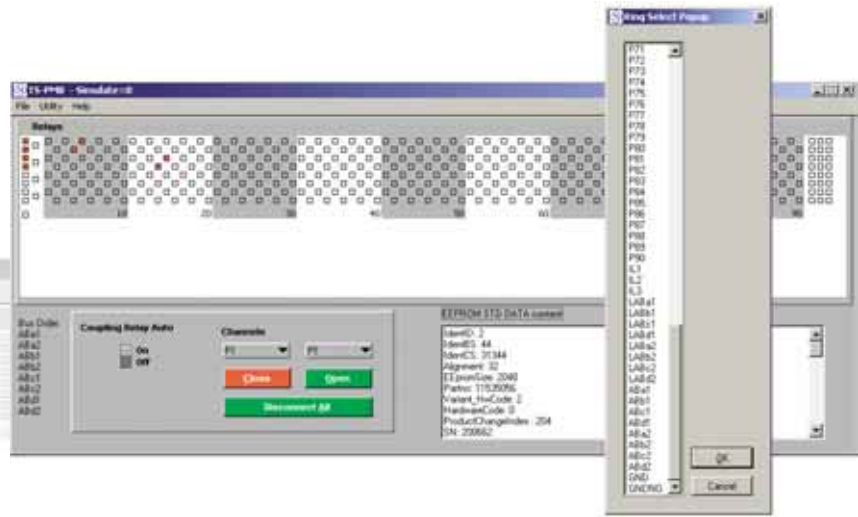 Ring Select Popup
TS-PMB - Simulate=0
File Utility Help
Relays
10 20 30 40 50 60 90
Bus Order
ABa1
ABa2
ABb1
ABb2
ABc1
ABc2
ABd1
ABd2
Coupling Relay Auto
On
Off
Channels
P1 P1
Close Open
Disconnect All
EEPROM STD DATA content
IdentID: 2
IdentES: 44
IdentCS: 31344
Alignment: 32
EEpromSize: 2048
Partnr: 11535056
Variant_HwCode: 2
HardwareCode: 0
ProductChangeIndex: 204
SN: 200662
P71
P72
P73
P74
P75
P76
P77
P78
P79
P80
P81
P82
P83
P84
P85
P86
P87
P88
P89
P90
IL1
IL2
IL3
LABa1
LABb1
LABc1
LABd1
LABa2
LABb2
LABc2
LABd2
ABa1
ABb1
ABc1
ABd1
ABa2
ABb2
ABc2
ABd2
GND
GNDNG
OK
Cancel